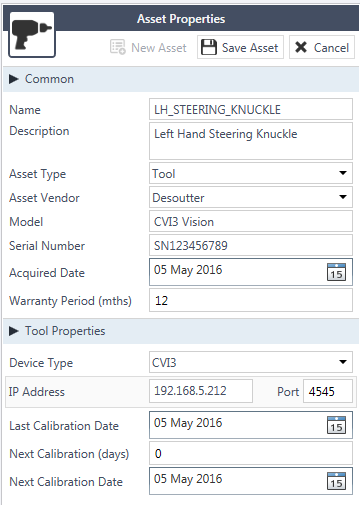 Asset Properties
New Asset Save Asset Cancel
Common
Name LH_STEERING_KNUCKLE
Description Left Hand Steering Knuckle
Asset Type Tool
Asset Vendor Desoutter
Model CVI3 Vision
Serial Number SN123456789
Acquired Date 05 May 2016 15
Warranty Period (mths) 12
Tool Properties
Device Type CVI3
IP Address 192.168.5.212 Port 4545
Last Calibration Date 05 May 2016 15
Next Calibration (days) 0
Next Calibration Date 05 May 2016 15